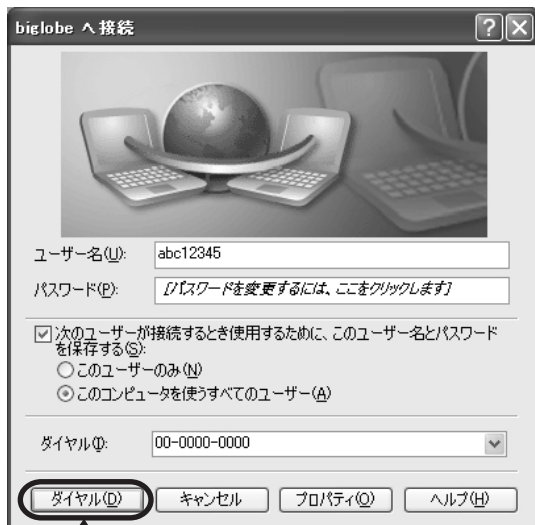 biglobe へ接続
ユーザー名(U): abc12345
パスワード(P): [パスワードを変更するには、ここをクリックします]
次のユーザーが接続するとき使用するために、このユーザー名とパスワード
を保存する(S):
このユーザーのみ(N)
このコンピュータを使うすべてのユーザー(A)
ダイヤル(I): 00-0000-0000
ダイヤル(D) キャンセル プロパティ(O) ヘルプ(H)